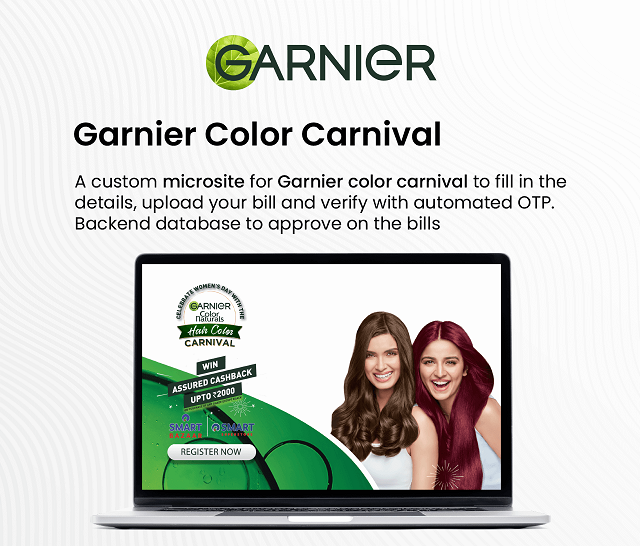 GARNIER
Garnier Color Carnival
A custom microsite for Garnier color carnival to fill in the
details, upload your bill and verify with automated OTP.
Backend database to approve on the bills
CELEBRATE WOMEN'S DAY WITH THE
GARNIER
Color
Naturals
Hair Color
CARNIVAL
WIN
ASSURED CASHBACK
UPTO ₹2000
SMART SMART
BAZAAR
REGISTER NOW